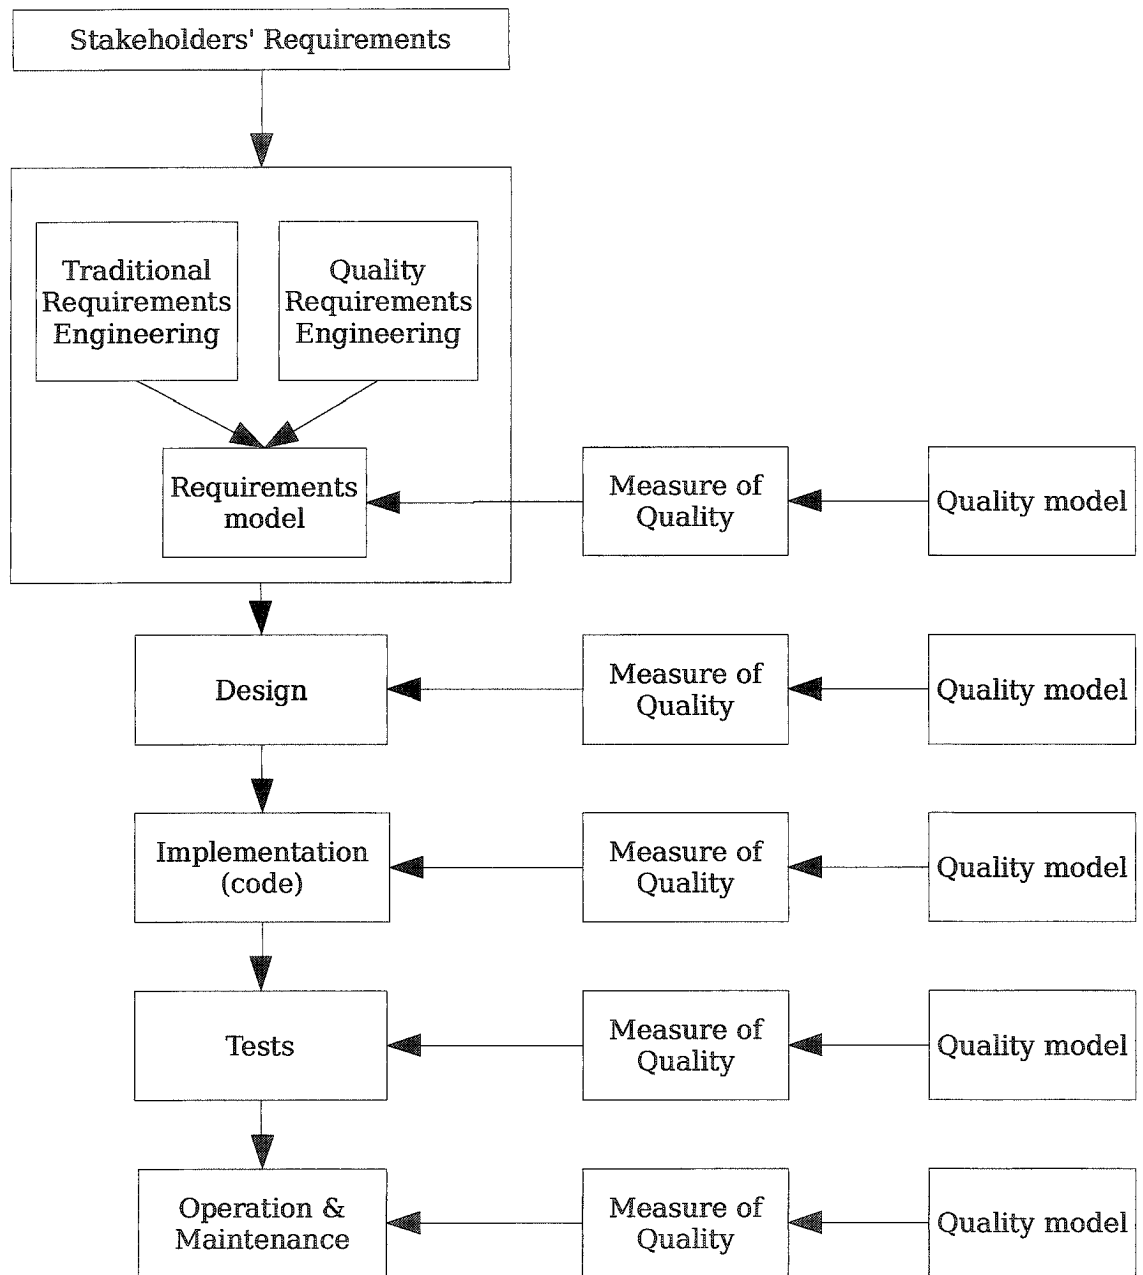 Stakeholders' Requirements
Traditional
Requirements
Engineering
Quality
Requirements
Engineering
Requirements
model
Measure of
Quality
Quality model
Design
Measure of
Quality
Quality model
Implementation
(code)
Measure of
Quality
Quality model
Tests
Measure of
Quality
Quality model
Operation &
Maintenance
Measure of
Quality
Quality model